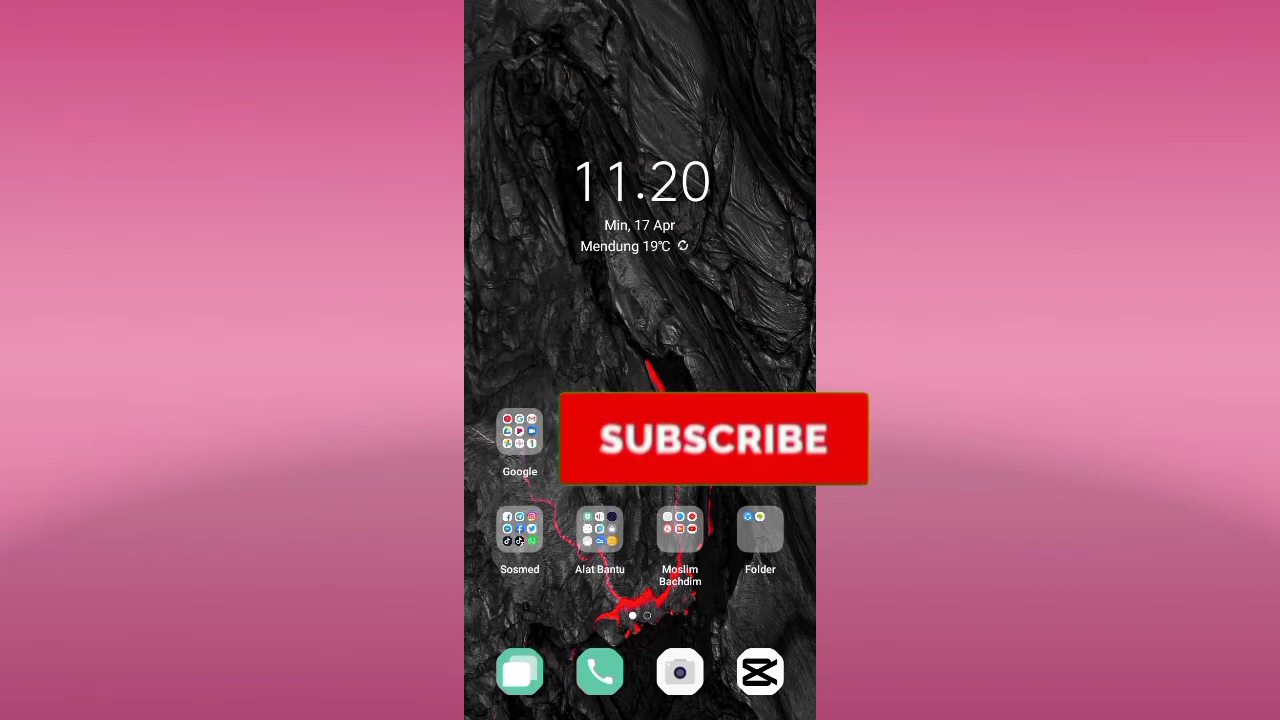 11.20
Min, 17 Apr
Mendung 19℃
SUBSCRIBE
Google
Sosmed
Alat Bantu
Moslim
Bachdim
Folder